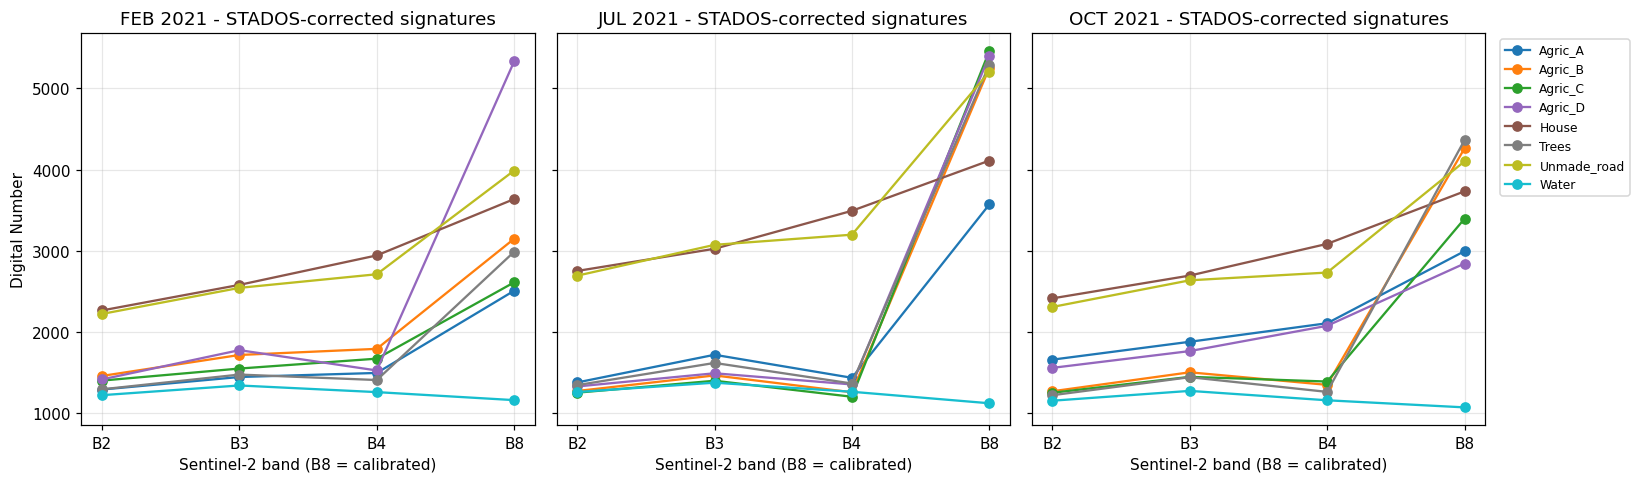 FEB 2021 - STADOS-corrected signatures
JUL 2021 - STADOS-corrected signatures
OCT 2021 - STADOS-corrected signatures
Digital Number
5000
4000
3000
2000
1000
B2 B3 B4 B8
B2 B3 B4 B8
B2 B3 B4 B8
Sentinel-2 band (B8 = calibrated)
Sentinel-2 band (B8 = calibrated)
Sentinel-2 band (B8 = calibrated)
Agric_A
Agric_B
Agric_C
Agric_D
House
Trees
Unmade_road
Water